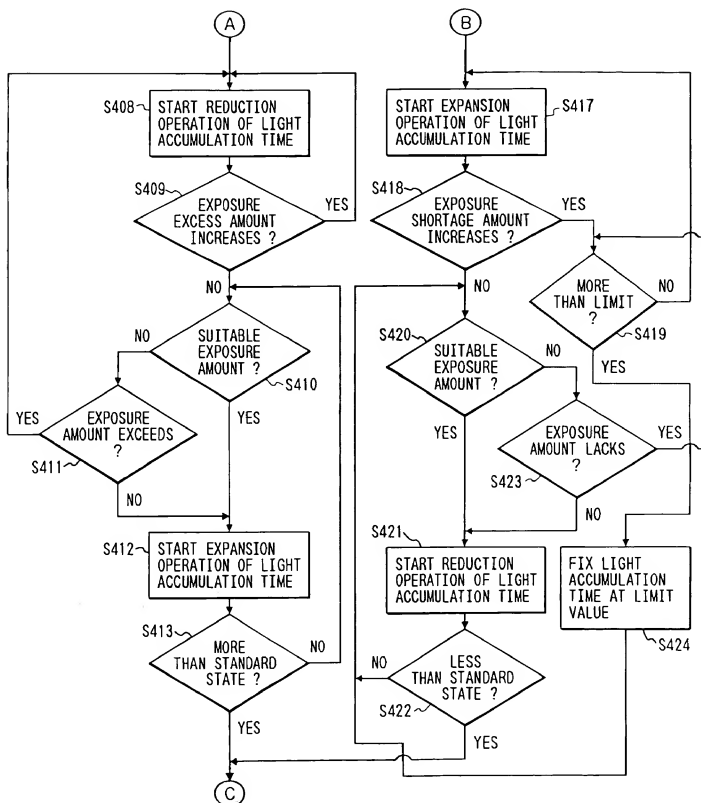 A
S408
START REDUCTION
OPERATION OF LIGHT
ACCUMULATION TIME
S409
EXPOSURE
EXCESS AMOUNT
INCREASES ?
YES
NO
SUITABLE
EXPOSURE
AMOUNT ?
S410
NO
YES
YES
EXPOSURE
AMOUNT EXCEEDS
?
S411
NO
S412
START EXPANSION
OPERATION OF LIGHT
ACCUMULATION TIME
S413
MORE
THAN STANDARD
STATE ?
NO
YES
C
B
START EXPANSION
OPERATION OF LIGHT
ACCUMULATION TIME
S417
S418
EXPOSURE
SHORTAGE AMOUNT
INCREASES ?
YES
NO
MORE
THAN LIMIT
?
NO
S419
YES
S420
SUITABLE
EXPOSURE
AMOUNT ?
NO
YES
EXPOSURE
AMOUNT LACKS
?
YES
S423
NO
S421
START REDUCTION
OPERATION OF LIGHT
ACCUMULATION TIME
FIX LIGHT
ACCUMULATION
TIME AT LIMIT
VALUE
S424
NO
LESS
THAN STANDARD
STATE ?
S422
YES